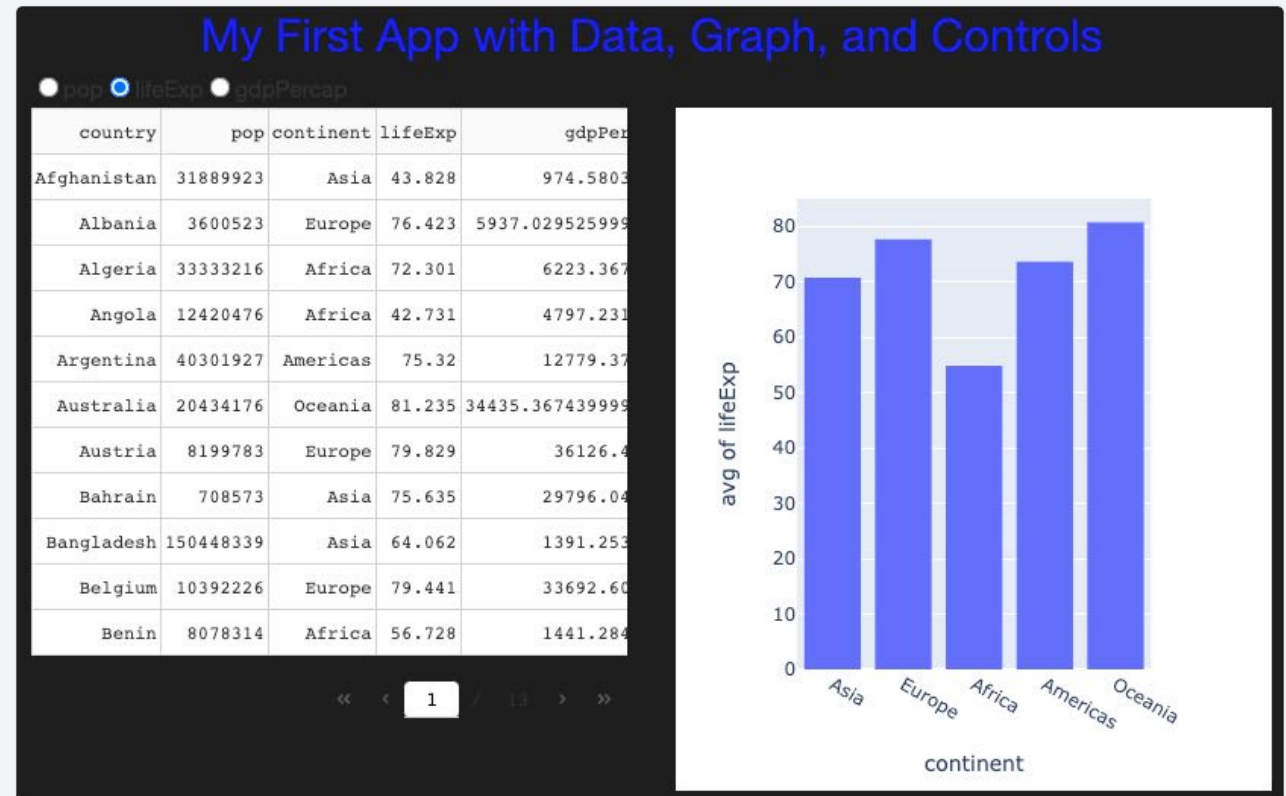 My First App with Data, Graph, and Controls
pop lifeExp gdpPercap
country pop continent lifeExp gdpPer
Afghanistan 31889923 Asia 43.828 974.5803
Albania 3600523 Europe 76.423 5937.029525999
Algeria 33333216 Africa 72.301 6223.367
Angola 12420476 Africa 42.731 4797.231
Argentina 40301927 Americas 75.32 12779.37
Australia 20434176 Oceania 81.235 34435.367439999
Austria 8199783 Europe 79.829 36126.4
Bahrain 708573 Asia 75.635 29796.04
Bangladesh 150448339 Asia 64.062 1391.253
Belgium 10392226 Europe 79.441 33692.60
Benin 8078314 Africa 56.728 1441.284
« ‹ 1 / 13 › »
avg of lifeExp
80
70
60
50
40
30
20
10
0
Asia Europe Africa Americas Oceania
continent